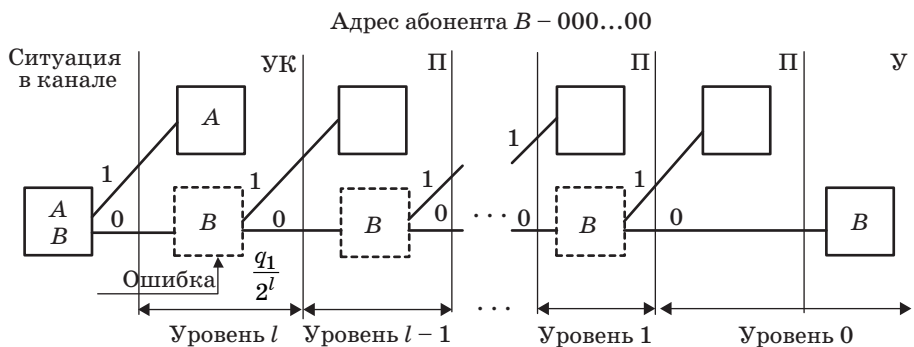 Адрес абонента B – 000...00
Ситуация
в канале
УК
П
П
П
У
A
1
1
1
1
1
A
B
0
B
0
B
0
...
0
B
0
B
Ошибка
q₁
2ˡ
...
Уровень l
Уровень l – 1
Уровень 1
Уровень 0